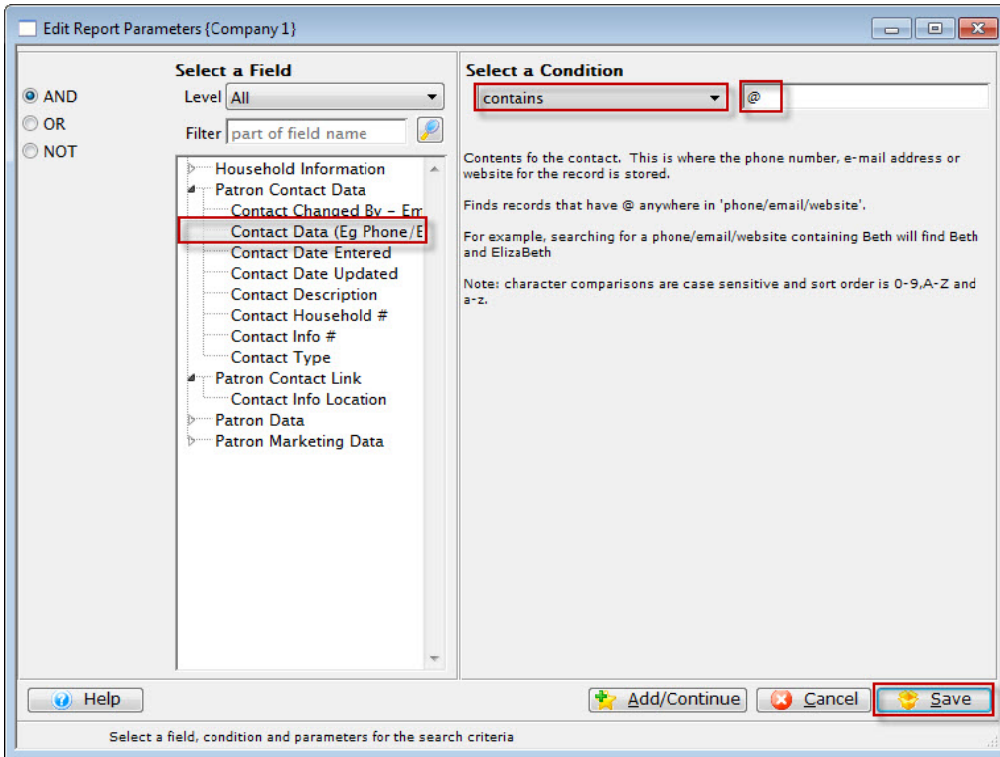 Edit Report Parameters {Company 1}
AND
OR
NOT
Select a Field
Level All
Filter part of field name
Household Information
Patron Contact Data
Contact Changed By - Em
Contact Data (Eg Phone/E
Contact Date Entered
Contact Date Updated
Contact Description
Contact Household #
Contact Info #
Contact Type
Patron Contact Link
Contact Info Location
Patron Data
Patron Marketing Data
Select a Condition
contains @
Contents fo the contact. This is where the phone number, e-mail address or
website for the record is stored.
Finds records that have @ anywhere in 'phone/email/website'.
For example, searching for a phone/email/website containing Beth will find Beth
and ElizaBeth
Note: character comparisons are case sensitive and sort order is 0-9,A-Z and
a-z.
Help Add/Continue Cancel Save
Select a field, condition and parameters for the search criteria